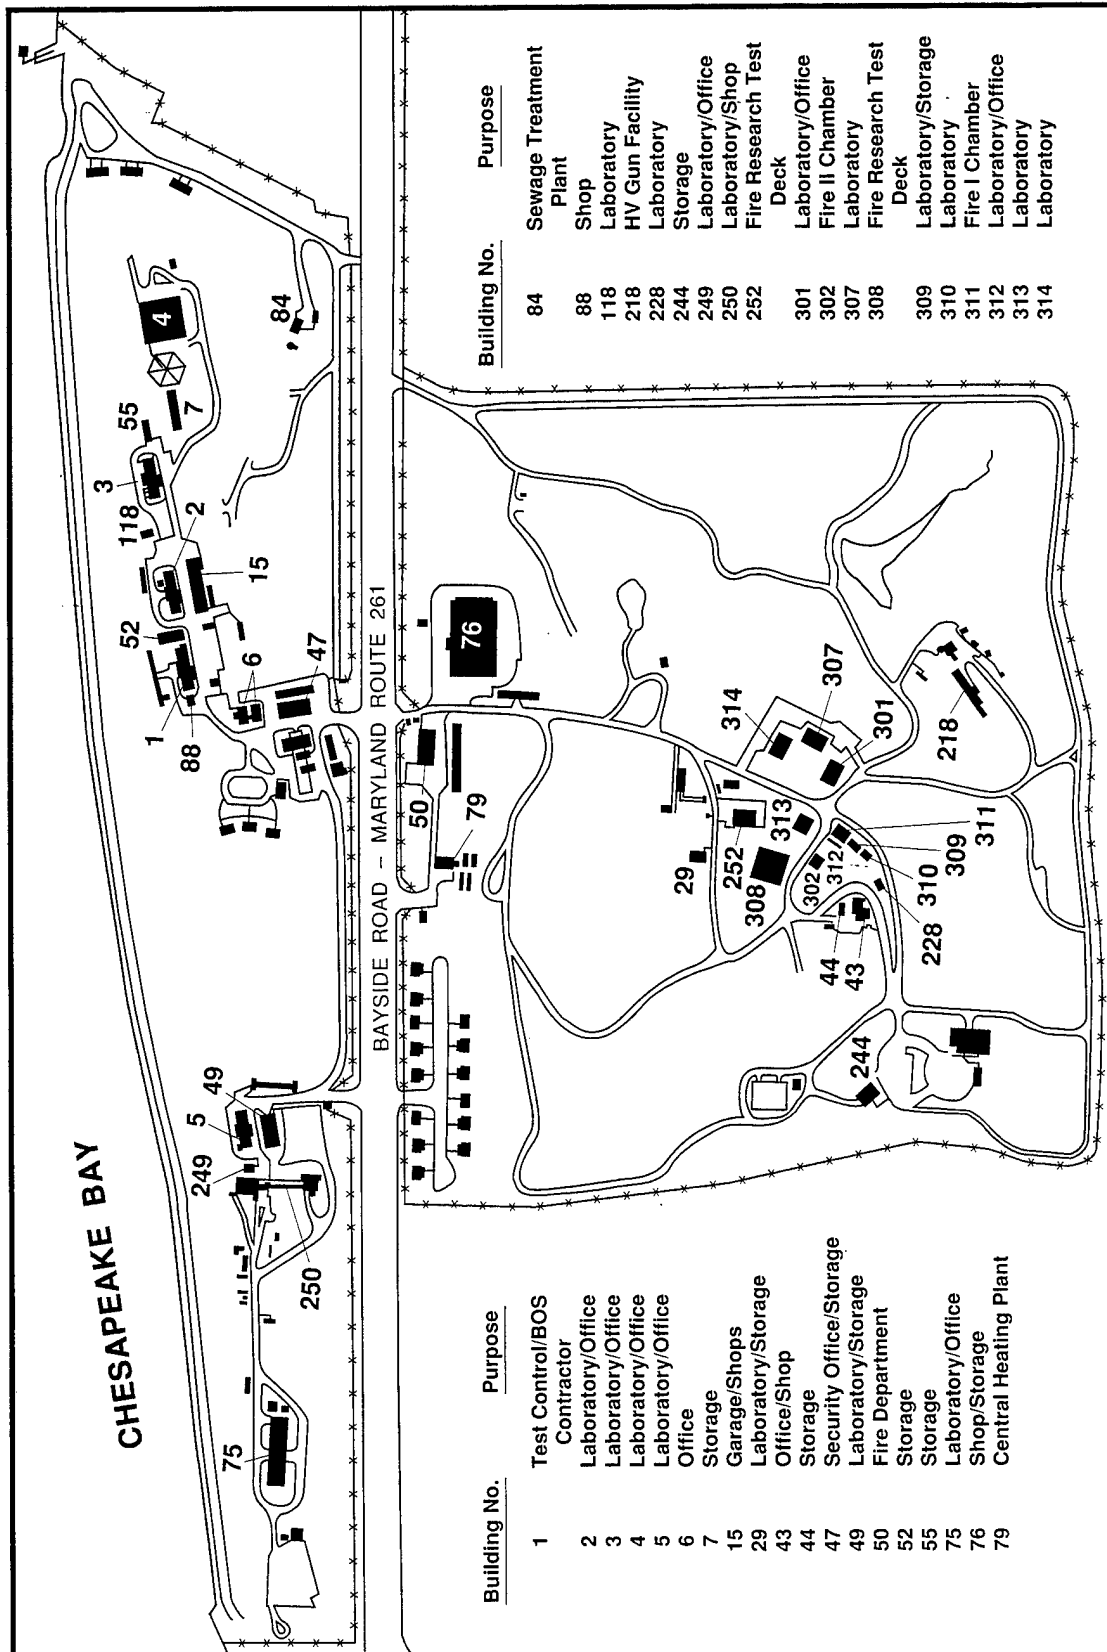 CHESAPEAKE BAY
75
250
249
5
49
88
1
52
6
47
15
2
118
3
55
7
4
84
BAYSIDE ROAD – MARYLAND ROUTE 261
50
79
76
29
252
308
313
314
307
301
302
312
311
309
310
228
44
43
244
218
Building No. Purpose
1 Test Control/BOS
Contractor
2 Laboratory/Office
3 Laboratory/Office
4 Laboratory/Office
5 Laboratory/Office
6 Office
7 Storage
15 Garage/Shops
29 Laboratory/Storage
43 Office/Shop
44 Storage
47 Security Office/Storage
49 Laboratory/Storage
50 Fire Department
52 Storage
55 Storage
75 Laboratory/Office
76 Shop/Storage
79 Central Heating Plant
Building No. Purpose
84 Sewage Treatment
Plant
88 Shop
118 Laboratory
218 HV Gun Facility
228 Laboratory
244 Storage
249 Laboratory/Office
250 Laboratory/Shop
252 Fire Research Test
Deck
301 Laboratory/Office
302 Fire II Chamber
307 Laboratory
308 Fire Research Test
Deck
309 Laboratory/Storage
310 Laboratory
311 Fire I Chamber
312 Laboratory/Office
313 Laboratory
314 Laboratory